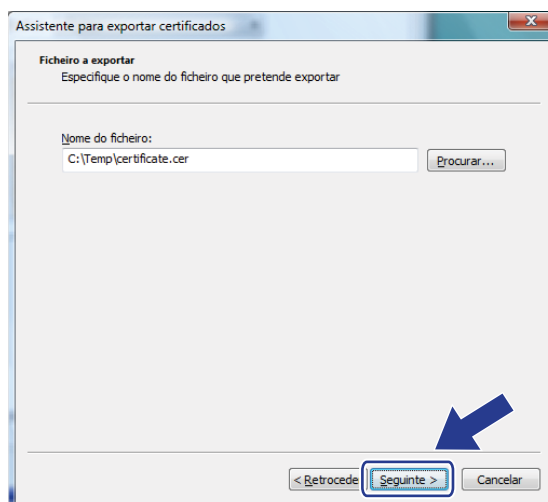 Assistente para exportar certificados
Ficheiro a exportar
Especifique o nome do ficheiro que pretende exportar
Nome do ficheiro:
C:\Temp\certificate.cer
Procurar...
< Retrocede
Seguinte >
Cancelar